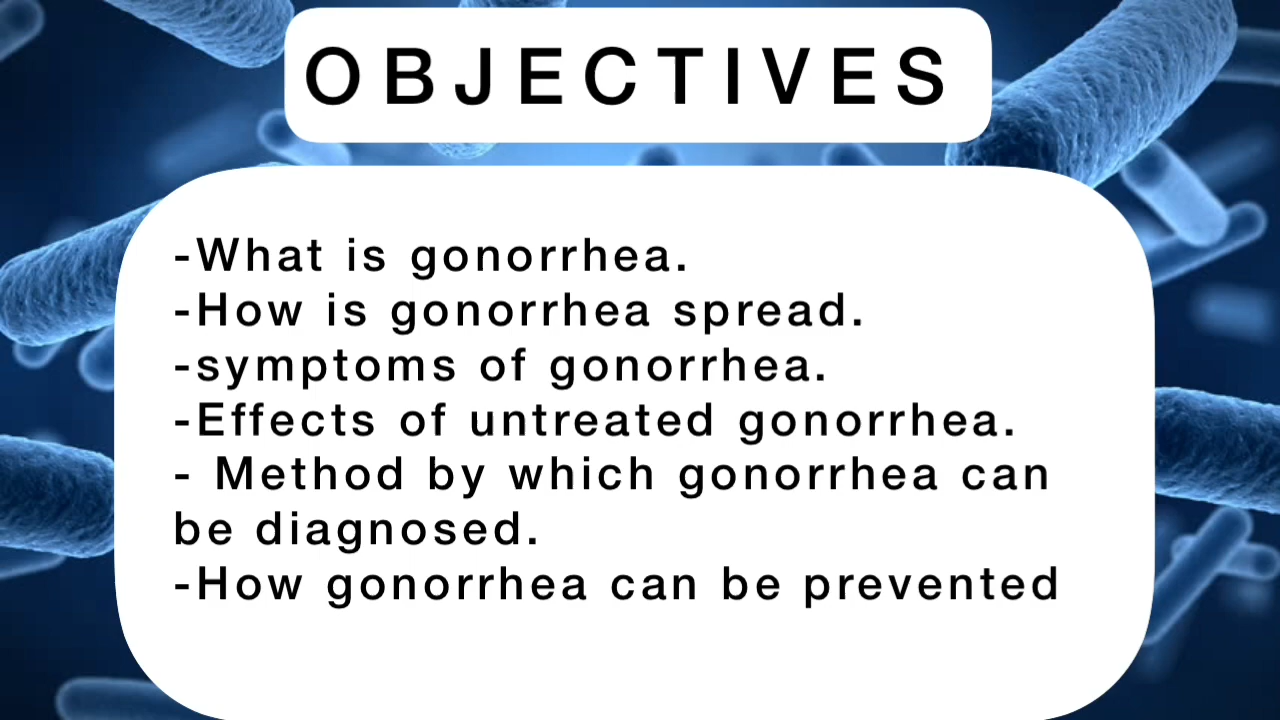 OBJECTIVES
-What is gonorrhea.
-How is gonorrhea spread.
-symptoms of gonorrhea.
-Effects of untreated gonorrhea.
- Method by which gonorrhea can
be diagnosed.
-How gonorrhea can be prevented